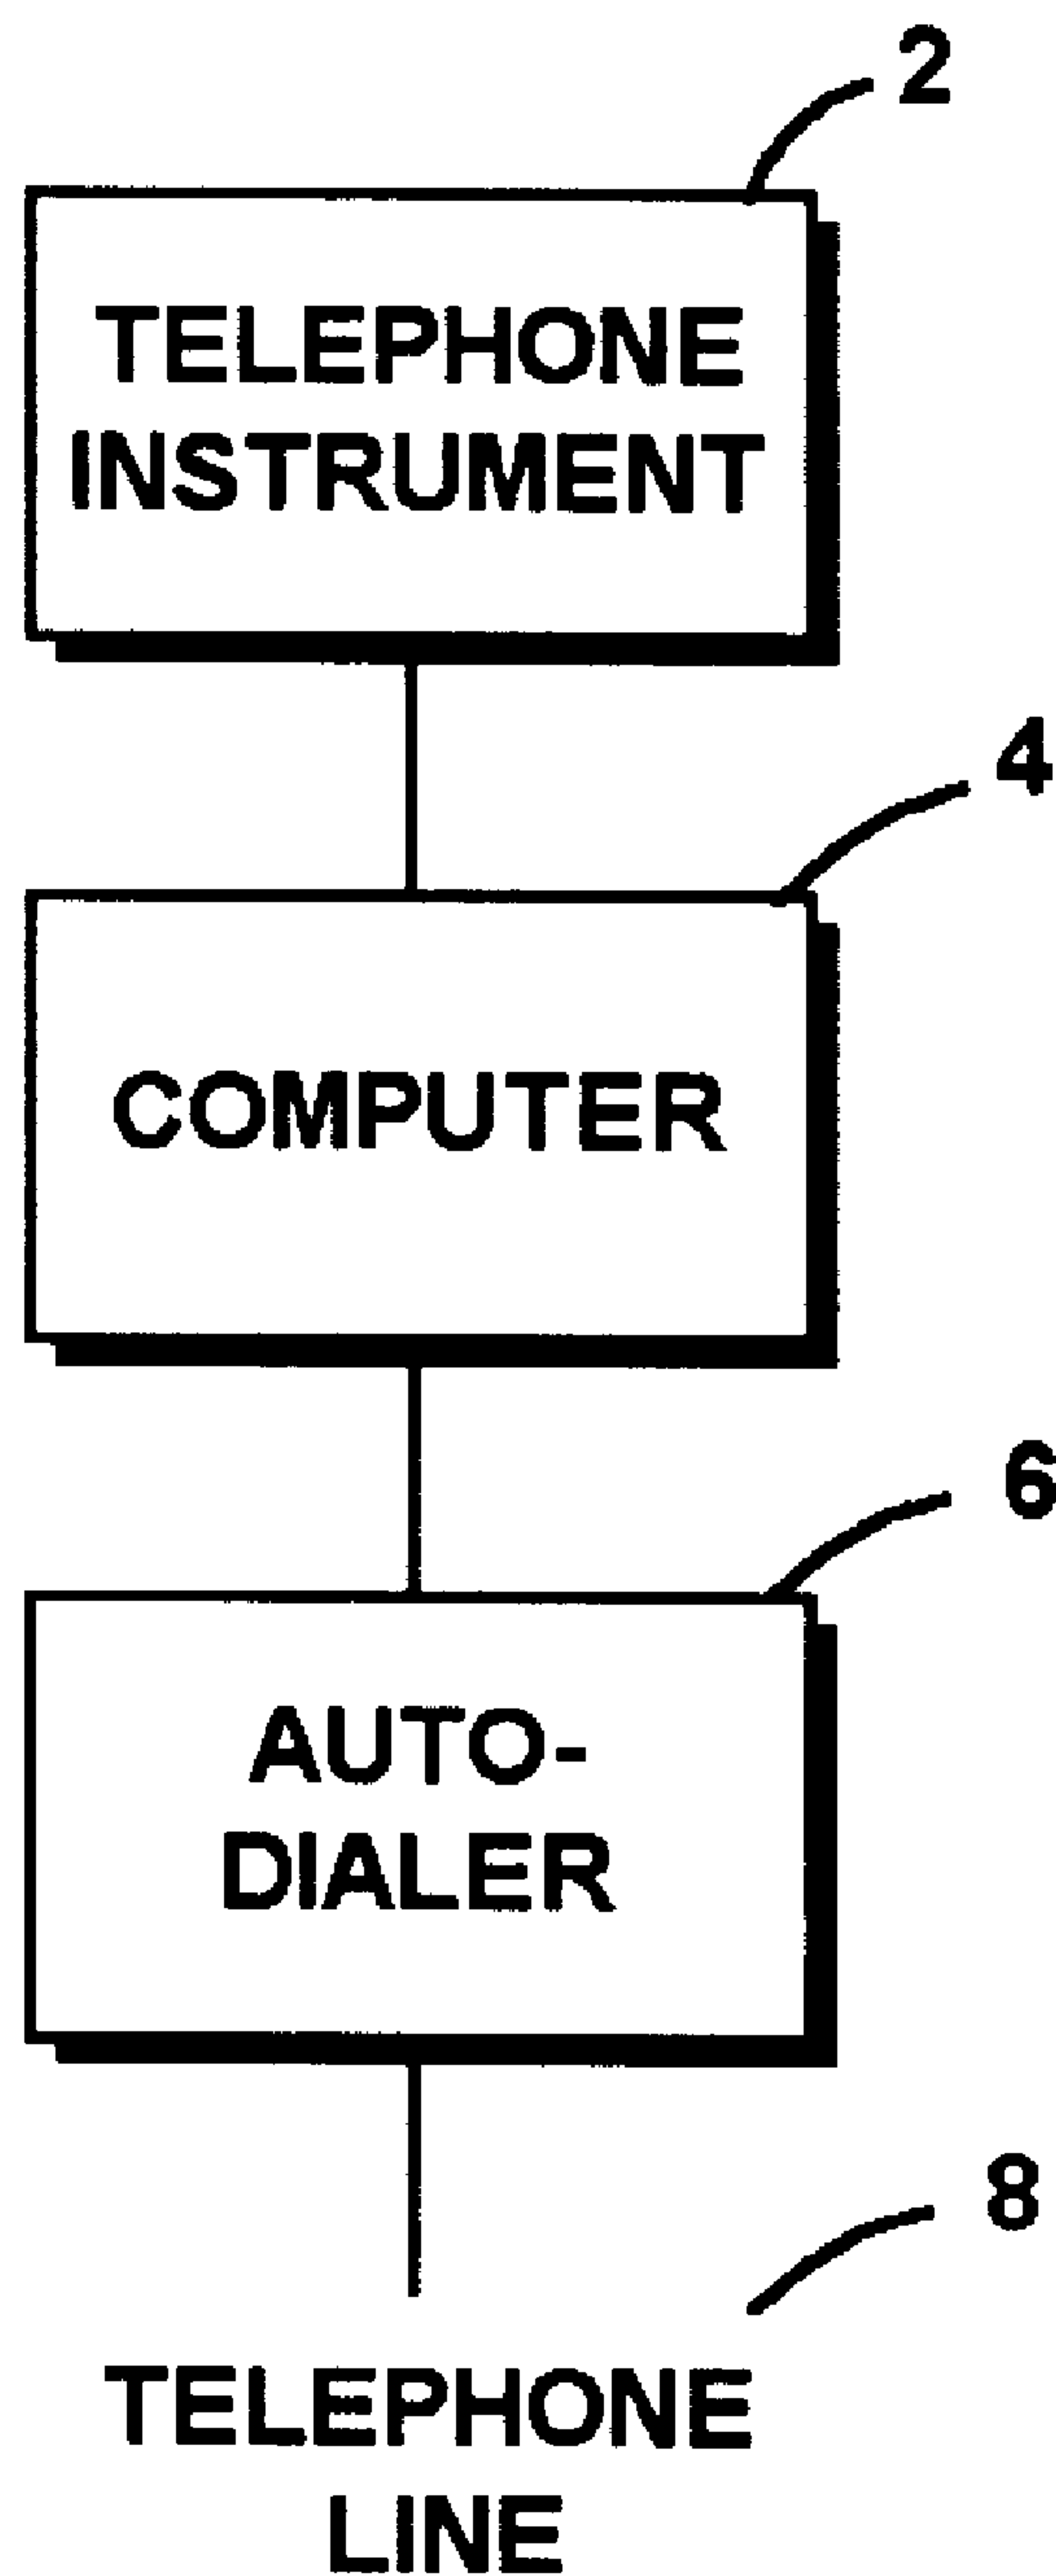 2
TELEPHONE
INSTRUMENT
4
COMPUTER
6
AUTO-
DIALER
8
TELEPHONE
LINE